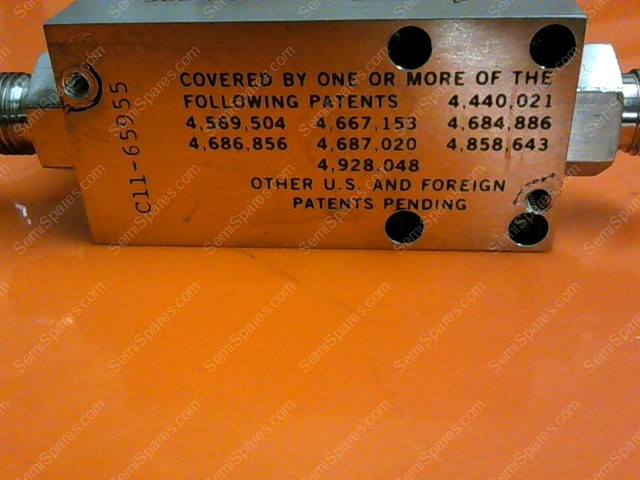 COVERED BY ONE OR MORE OF THE
FOLLOWING PATENTS 4,440,021
4,569,504 4,667,153 4,684,886
4,686,856 4,687,020 4,858,643
4,928,048
OTHER U.S. AND FOREIGN
PATENTS PENDING
C11-65955
SemiSpares.com